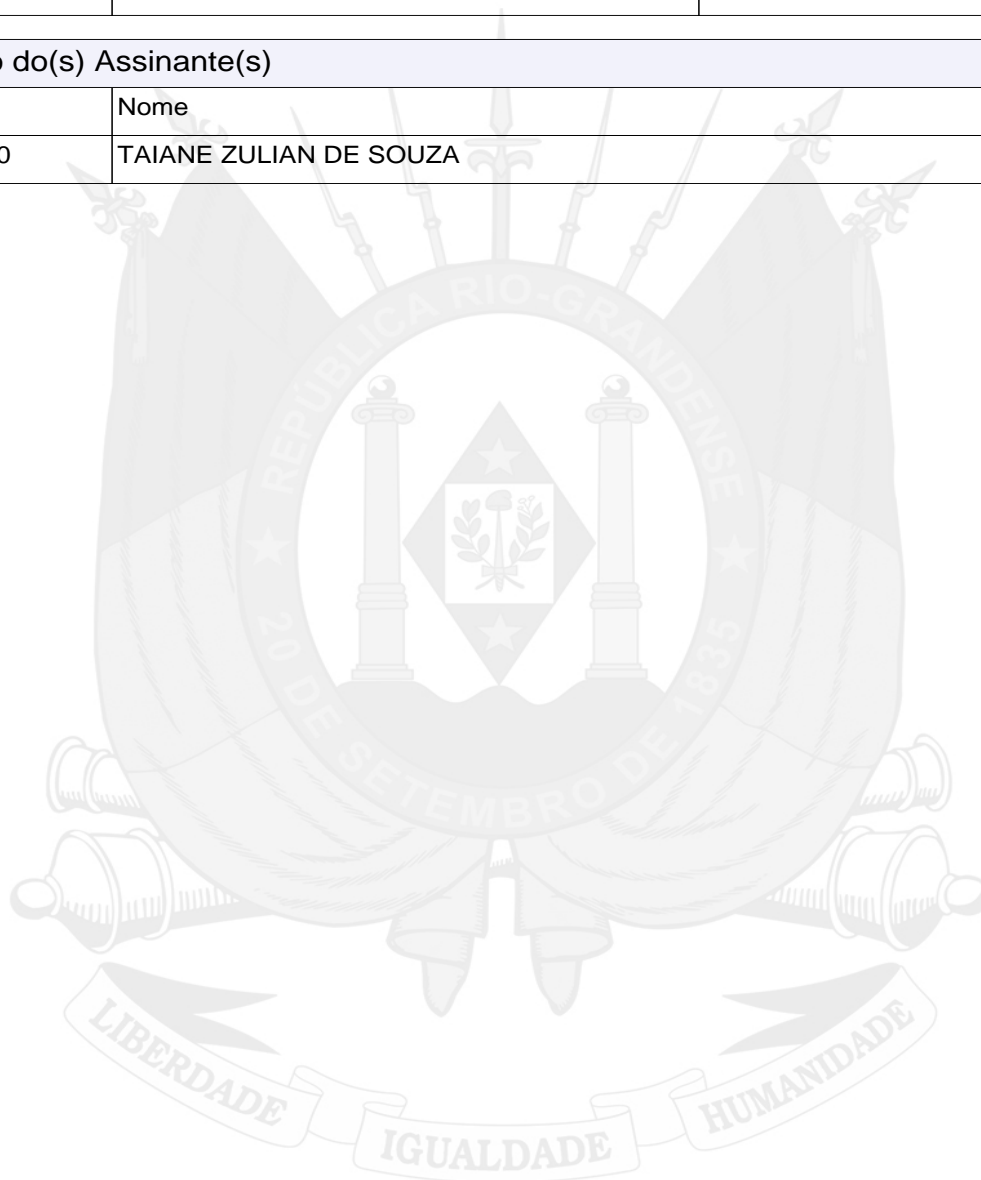 o do(s) Assinante(s)
Nome
0 TAIANE ZULIAN DE SOUZA
REPÚBLICA RIO-GRANDENSE
20 DE SETEMBRO DE 1835
LIBERDADE IGUALDADE HUMANIDADE